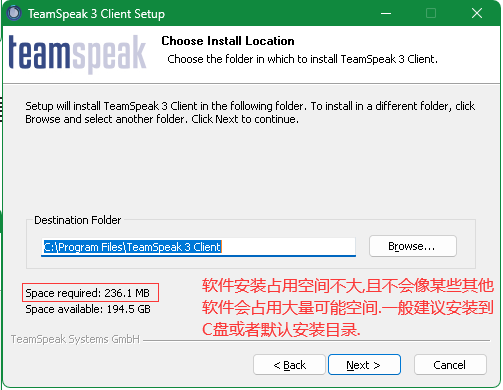 TeamSpeak 3 Client Setup
teamspeak
Choose Install Location
Choose the folder in which to install TeamSpeak 3 Client.
Setup will install TeamSpeak 3 Client in the following folder. To install in a different folder, click
Browse and select another folder. Click Next to continue.
Destination Folder
C:\Program Files\TeamSpeak 3 Client
Browse...
Space required: 236.1 MB
Space available: 194.5 GB
软件安装占用空间不大,且不会像某些其他
软件会占用大量可能空间.一般建议安装到
C盘或者默认安装目录.
TeamSpeak Systems GmbH
< Back
Next >
Cancel